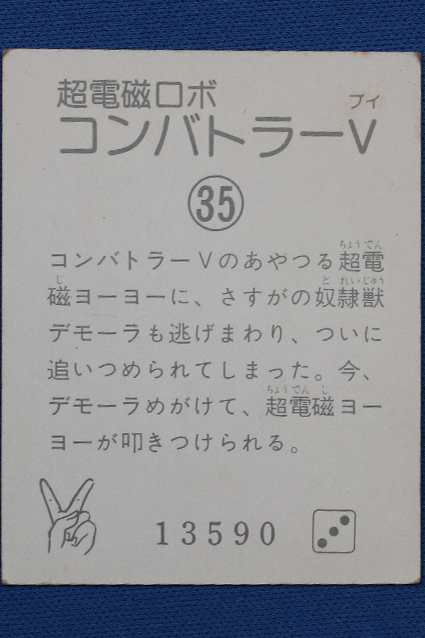 超電磁ロボ
ブイ
コンバトラーV
35
ちょうでん
コンバトラーVのあやつる超電
じ どれいじゅう
磁ヨーヨーに、さすがの奴隷獣
デモーラも逃げまわり、ついに
追いつめられてしまった。今、
ちょうでんじ
デモーラめがけて、超電磁ヨー
ヨーが叩きつけられる。
13590